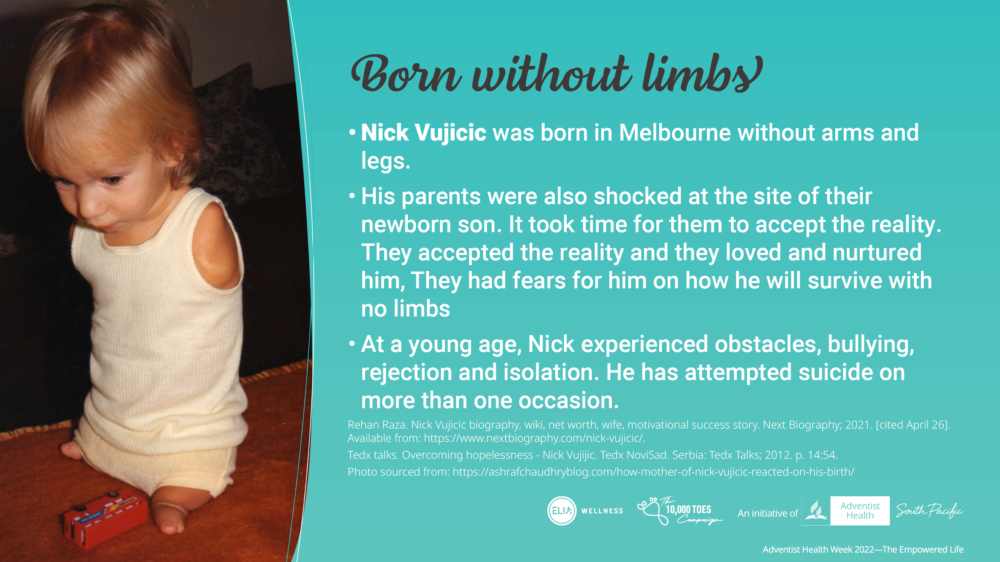 Born without limbs
• Nick Vujicic was born in Melbourne without arms and
legs.
• His parents were also shocked at the site of their
newborn son. It took time for them to accept the reality.
They accepted the reality and they loved and nurtured
him, They had fears for him on how he will survive with
no limbs
• At a young age, Nick experienced obstacles, bullying,
rejection and isolation. He has attempted suicide on
more than one occasion.
Rehan Raza. Nick Vujicic biography, wiki, net worth, wife, motivational success story. Next Biography; 2021. [cited April 26].
Available from: https://www.nextbiography.com/nick-vujicic/.
Tedx talks. Overcoming hopelessness - Nick Vujijic. Tedx NoviSad. Serbia: Tedx Talks; 2012. p. 14:54.
Photo sourced from: https://ashrafchaudhryblog.com/how-mother-of-nick-vujicic-reacted-on-his-birth/
ELIA WELLNESS
The
10,000 TOES
Campaign
An initiative of
Adventist
Health
South Pacific
Adventist Health Week 2022—The Empowered Life